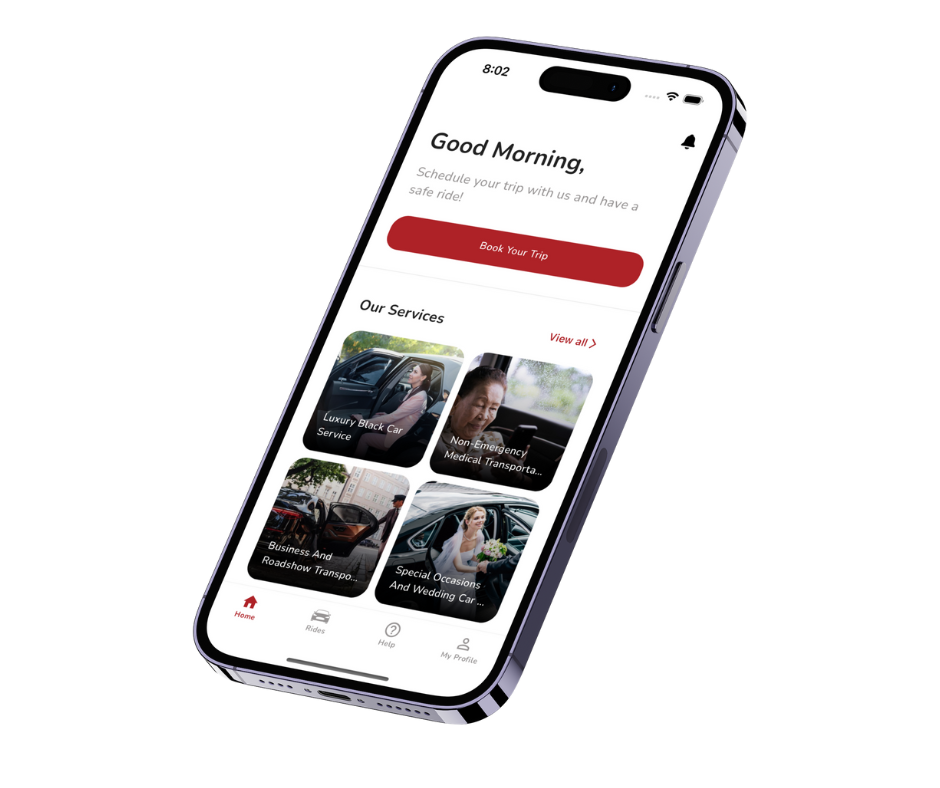 8:02
Good Morning,
Schedule your trip with us and have a
safe ride!
Book Your Trip
Our Services
View all
Luxury Black Car
Service
Non-Emergency
Medical Transporta...
Business And
Roadshow Transpo...
Special Occasions
And Wedding Car ...
Home
Rides
Help
My Profile